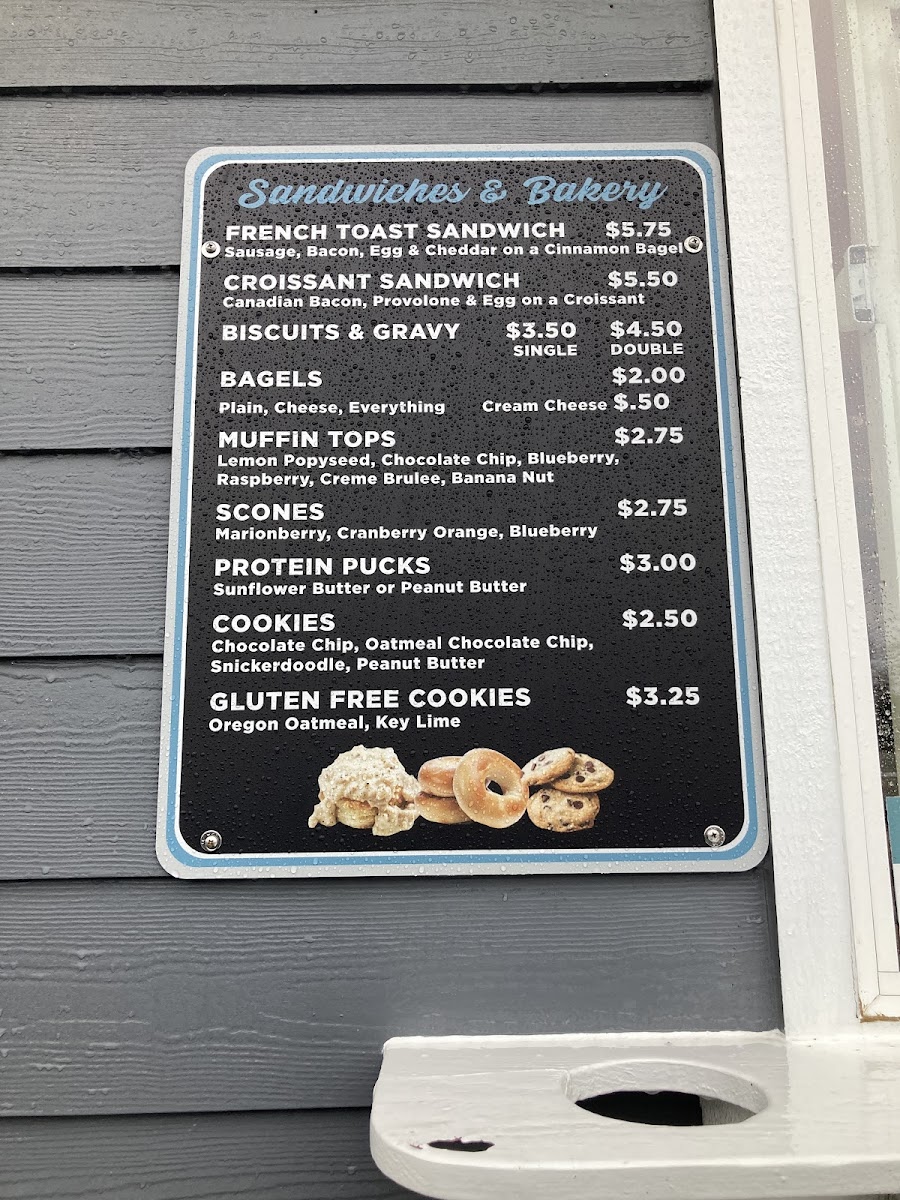 Sandwiches & Bakery
FRENCH TOAST SANDWICH $5.75
Sausage, Bacon, Egg & Cheddar on a Cinnamon Bagel
CROISSANT SANDWICH $5.50
Canadian Bacon, Provolone & Egg on a Croissant
BISCUITS & GRAVY $3.50 $4.50
SINGLE DOUBLE
BAGELS $2.00
Plain, Cheese, Everything Cream Cheese $.50
MUFFIN TOPS $2.75
Lemon Popyseed, Chocolate Chip, Blueberry,
Raspberry, Creme Brulee, Banana Nut
SCONES $2.75
Marionberry, Cranberry Orange, Blueberry
PROTEIN PUCKS $3.00
Sunflower Butter or Peanut Butter
COOKIES $2.50
Chocolate Chip, Oatmeal Chocolate Chip,
Snickerdoodle, Peanut Butter
GLUTEN FREE COOKIES $3.25
Oregon Oatmeal, Key Lime